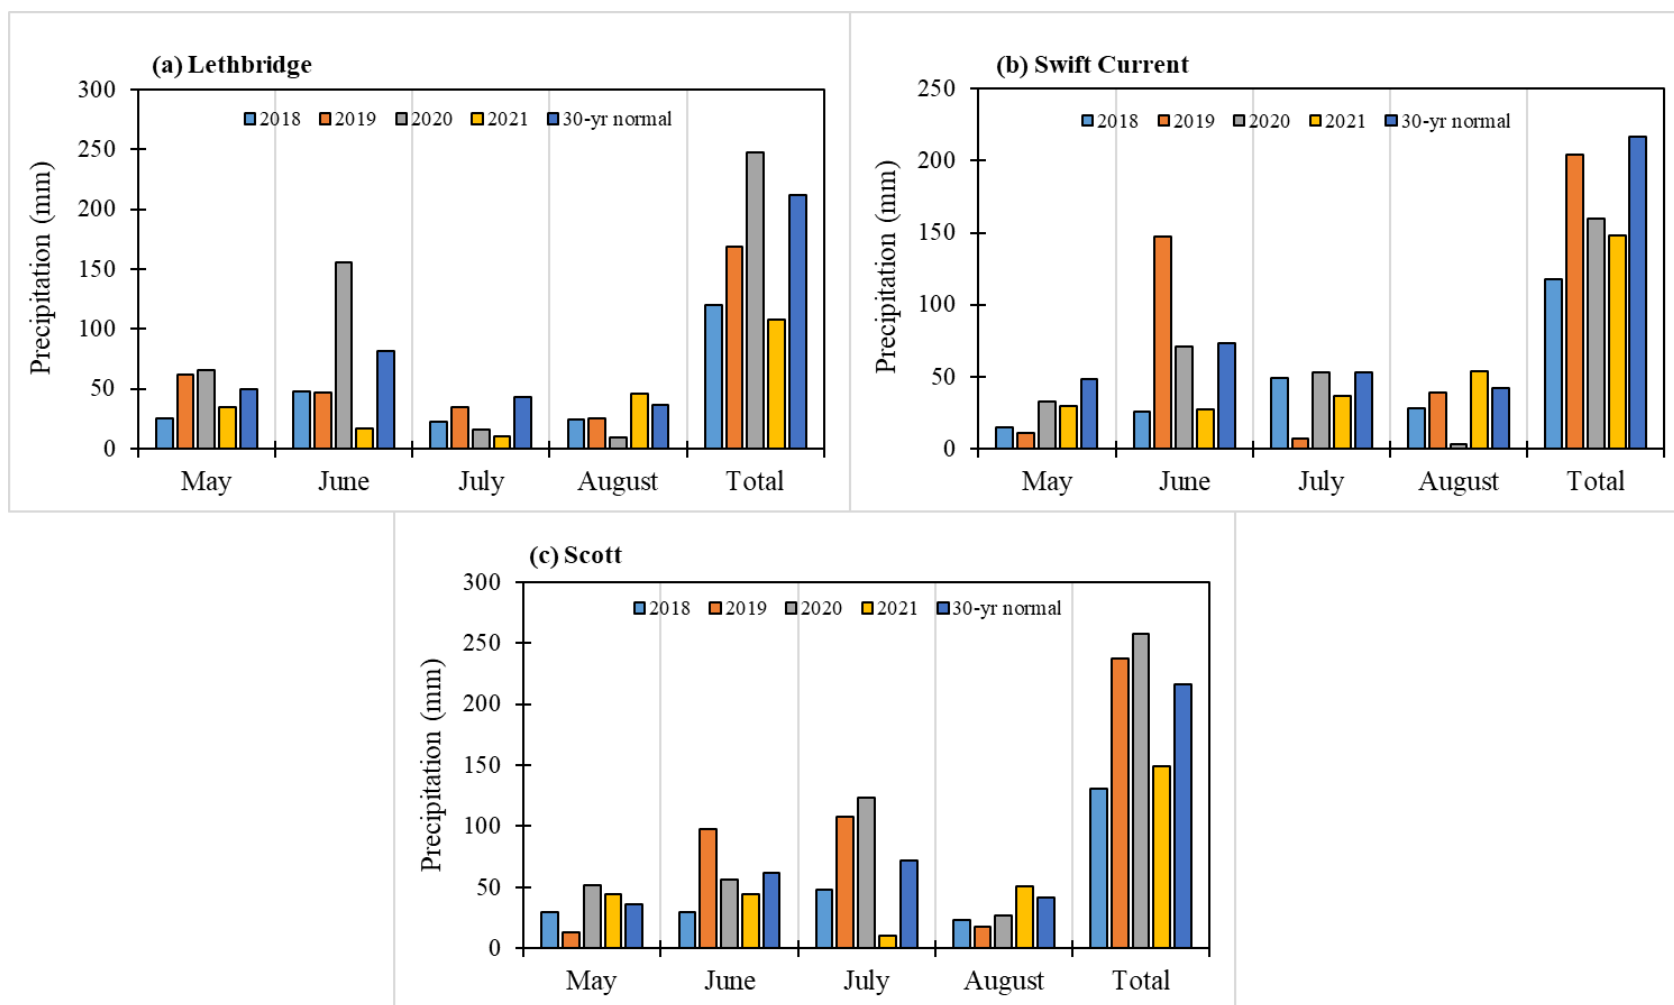 (a) Lethbridge
300
250
200
150
100
50
0
Precipitation (mm)
2018 2019 2020 2021 30-yr normal
May June July August Total
(b) Swift Current
250
200
150
100
50
0
Precipitation (mm)
2018 2019 2020 2021 30-yr normal
May June July August Total
(c) Scott
300
250
200
150
100
50
0
Precipitation (mm)
2018 2019 2020 2021 30-yr normal
May June July August Total